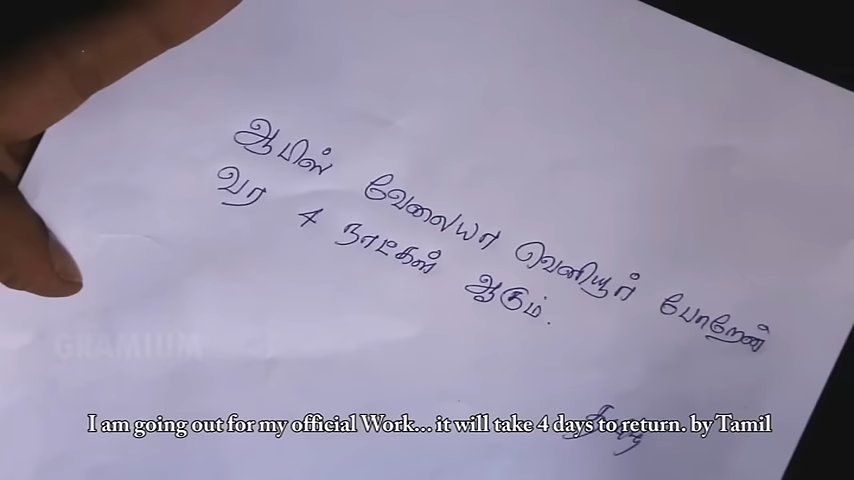 ஆபிஸ் வேலையா வெளியூர் போறேன்
வர 4 நாட்கள் ஆகும்.
GRAMIUM
I am going out for my official Work... it will take 4 days to return. by Tamil